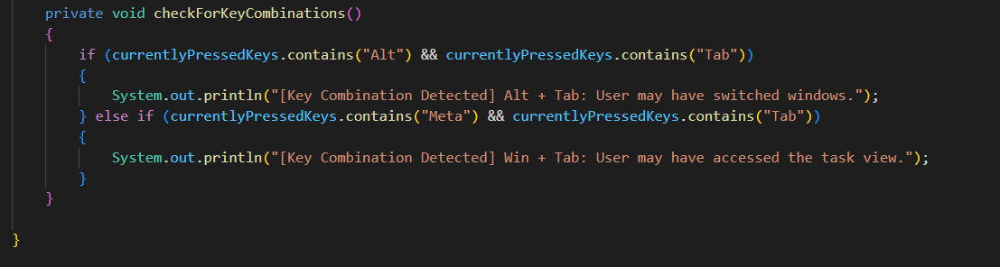 private void checkForKeyCombinations()
{
if (currentlyPressedKeys.contains("Alt") && currentlyPressedKeys.contains("Tab"))
{
System.out.println("[Key Combination Detected] Alt + Tab: User may have switched windows.");
} else if (currentlyPressedKeys.contains("Meta") && currentlyPressedKeys.contains("Tab"))
{
System.out.println("[Key Combination Detected] Win + Tab: User may have accessed the task view.");
}
}
}